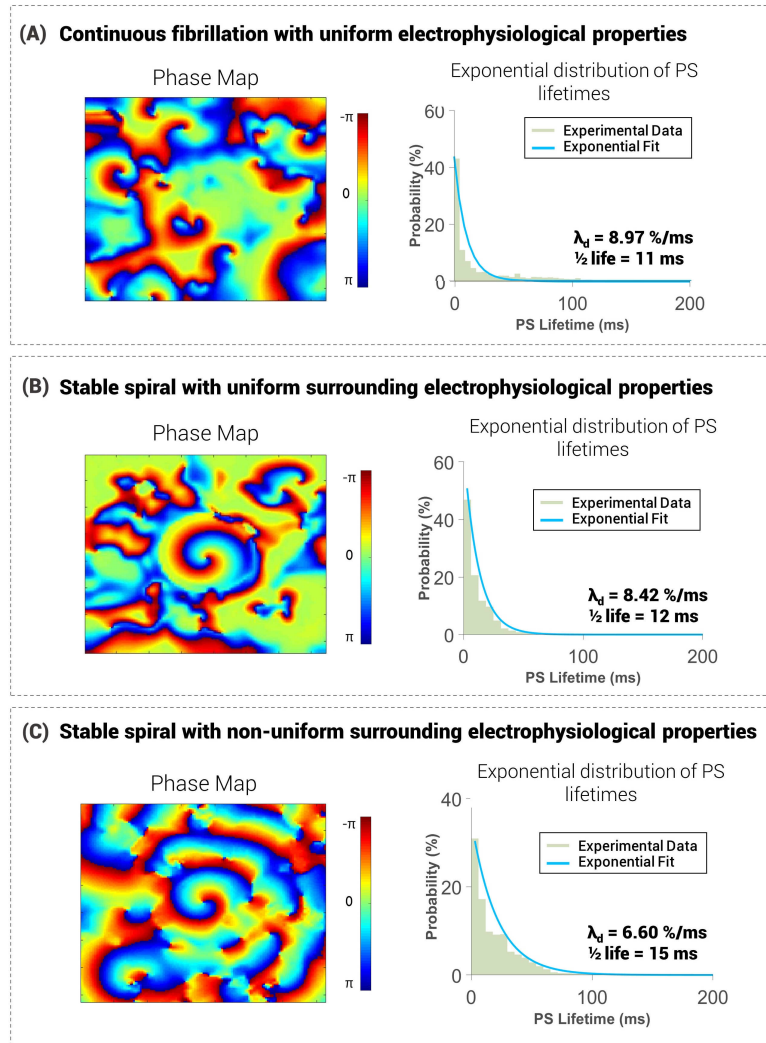 (A) Continuous fibrillation with uniform electrophysiological properties
Phase Map
-π
0
π
Exponential distribution of PS
lifetimes
60
40
20
0
Probability (%)
Experimental Data
Exponential Fit
λd = 8.97 %/ms
½ life = 11 ms
0
100
200
PS Lifetime (ms)
(B) Stable spiral with uniform surrounding electrophysiological properties
Phase Map
-π
0
π
Exponential distribution of PS
lifetimes
60
40
20
0
Probability (%)
Experimental Data
Exponential Fit
λd = 8.42 %/ms
½ life = 12 ms
0
100
200
PS Lifetime (ms)
(C) Stable spiral with non-uniform surrounding electrophysiological properties
Phase Map
-π
0
π
Exponential distribution of PS
lifetimes
40
20
0
Probability (%)
Experimental Data
Exponential Fit
λd = 6.60 %/ms
½ life = 15 ms
0
100
200
PS Lifetime (ms)